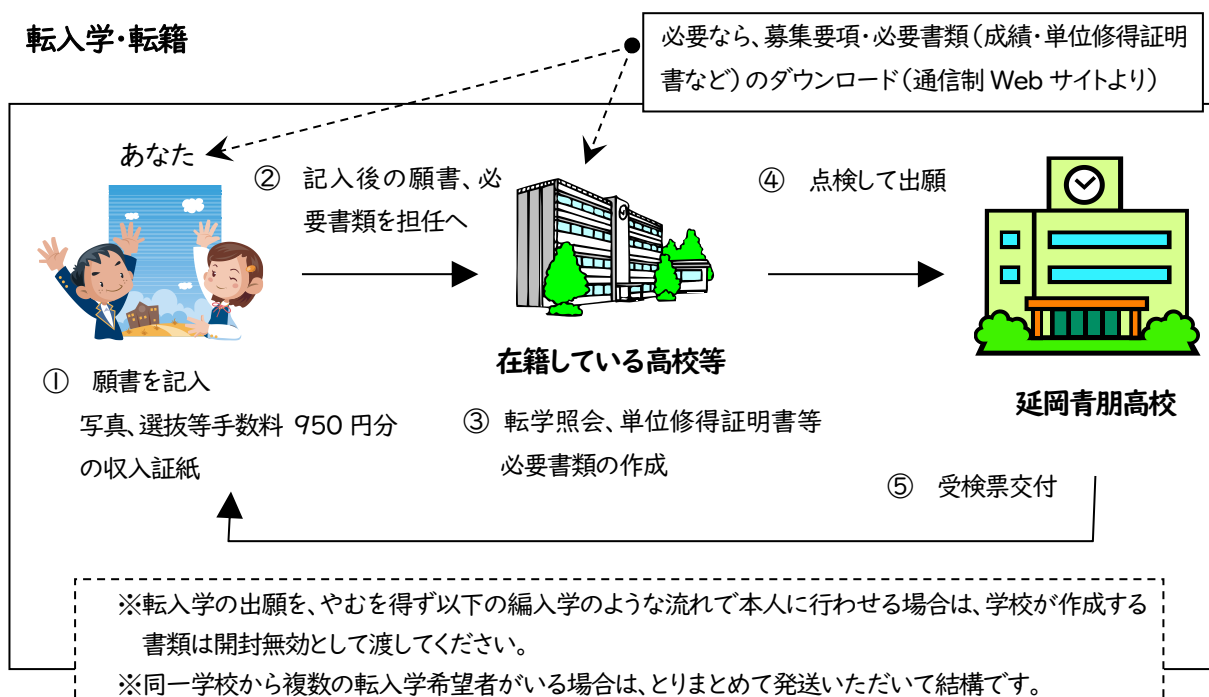 転入学・転籍
必要なら、募集要項・必要書類(成績・単位修得証明
書など)のダウンロード(通信制 Web サイトより)
あなた
② 記入後の願書、必
要書類を担任へ
④ 点検して出願
在籍している高校等
延岡青朋高校
① 願書を記入
写真、選抜等手数料 950 円分
の収入証紙
③ 転学照会、単位修得証明書等
必要書類の作成
⑤ 受検票交付
※転入学の出願を、やむを得ず以下の編入学のような流れで本人に行わせる場合は、学校が作成する
書類は開封無効として渡してください。
※同一学校から複数の転入学希望者がいる場合は、とりまとめて発送いただいて結構です。